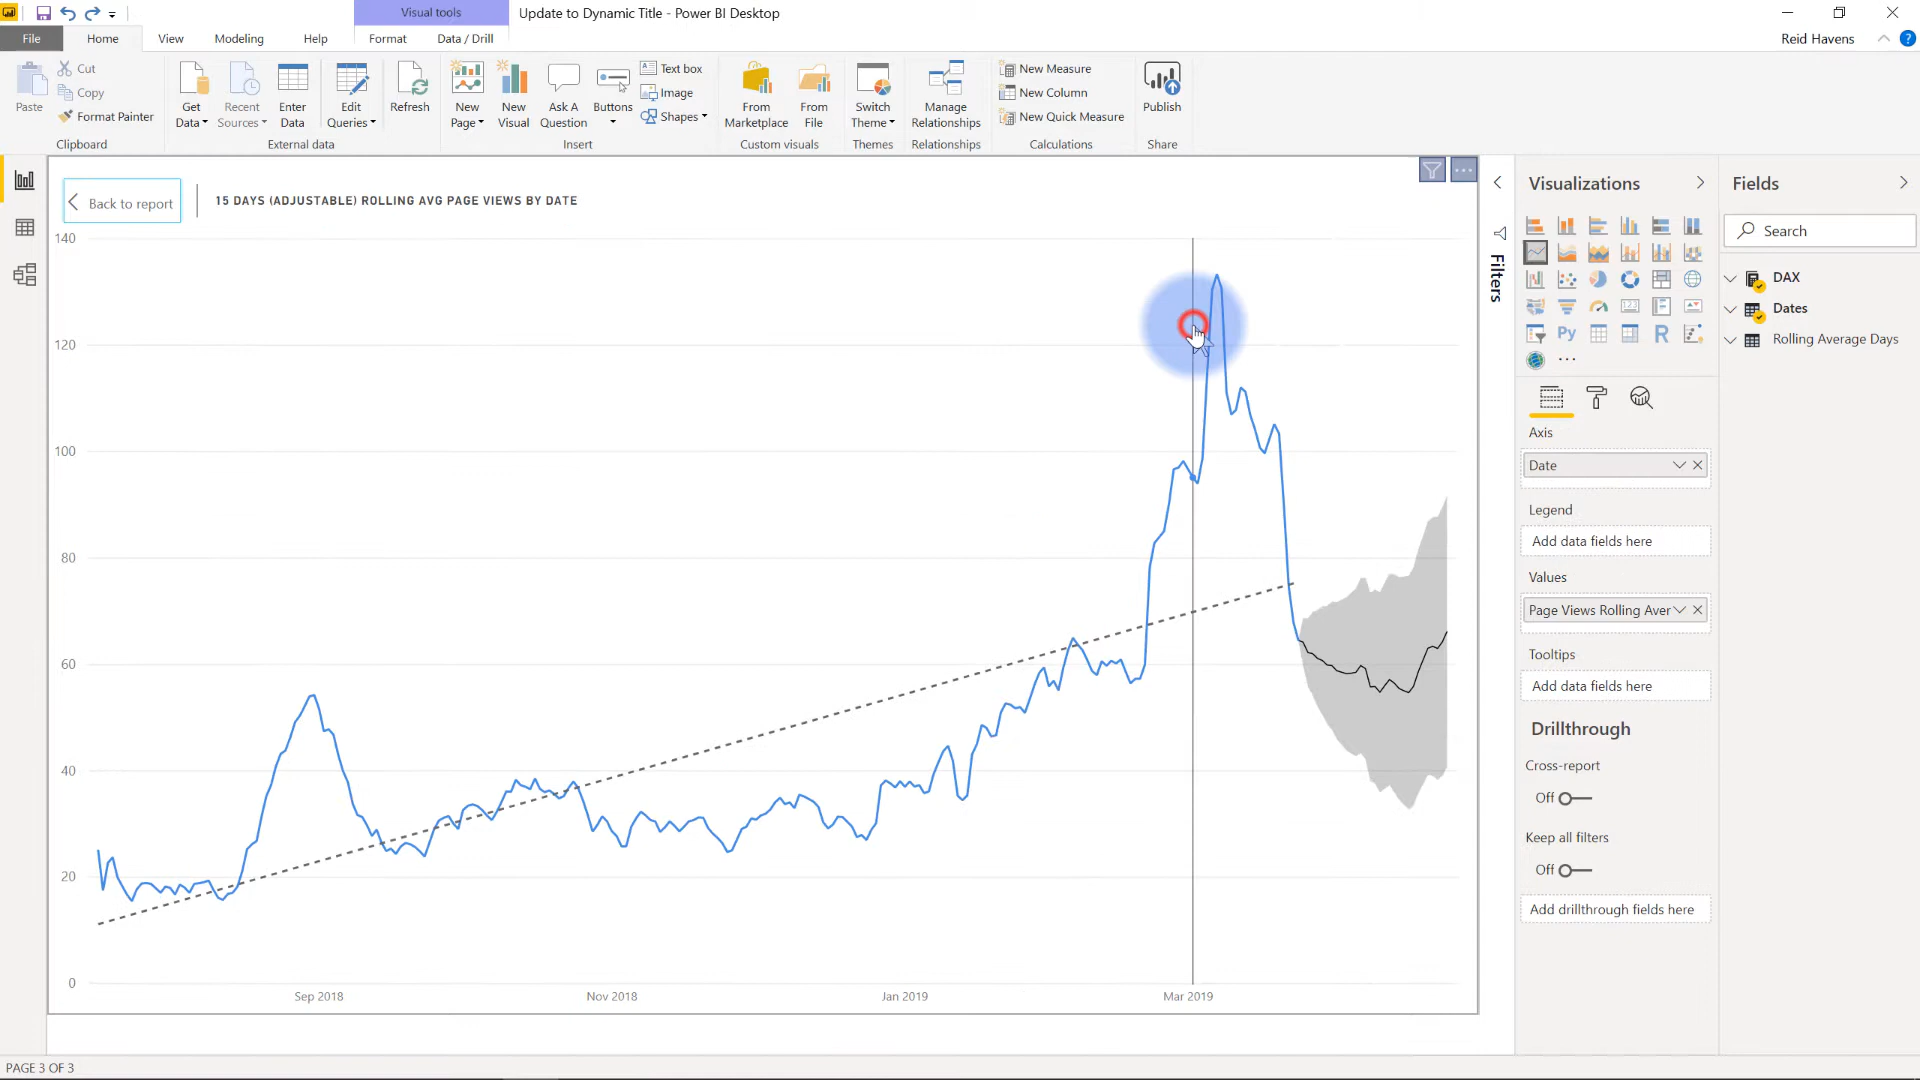 Visual tools
Update to Dynamic Title - Power BI Desktop
File
Home
View
Modeling
Help
Format
Data / Drill
Reid Havens
?
Paste
Cut
Copy
Format Painter
Clipboard
Get Data
Recent Sources
Enter Data
Edit Queries
Refresh
External data
New Page
New Visual
Ask A Question
Buttons
Text box
Image
Shapes
Insert
From Marketplace
From File
Custom visuals
Switch Theme
Themes
Manage Relationships
Relationships
New Measure
New Column
New Quick Measure
Calculations
Publish
Share
Back to report
15 DAYS (ADJUSTABLE) ROLLING AVG PAGE VIEWS BY DATE
140
120
100
80
60
40
20
0
Sep 2018
Nov 2018
Jan 2019
Mar 2019
Filters
Visualizations
Py
R
Axis
Date
Legend
Add data fields here
Values
Page Views Rolling Aver
Tooltips
Add data fields here
Drillthrough
Cross-report
Off
Keep all filters
Off
Add drillthrough fields here
Fields
Search
DAX
Dates
Rolling Average Days
PAGE 3 OF 3